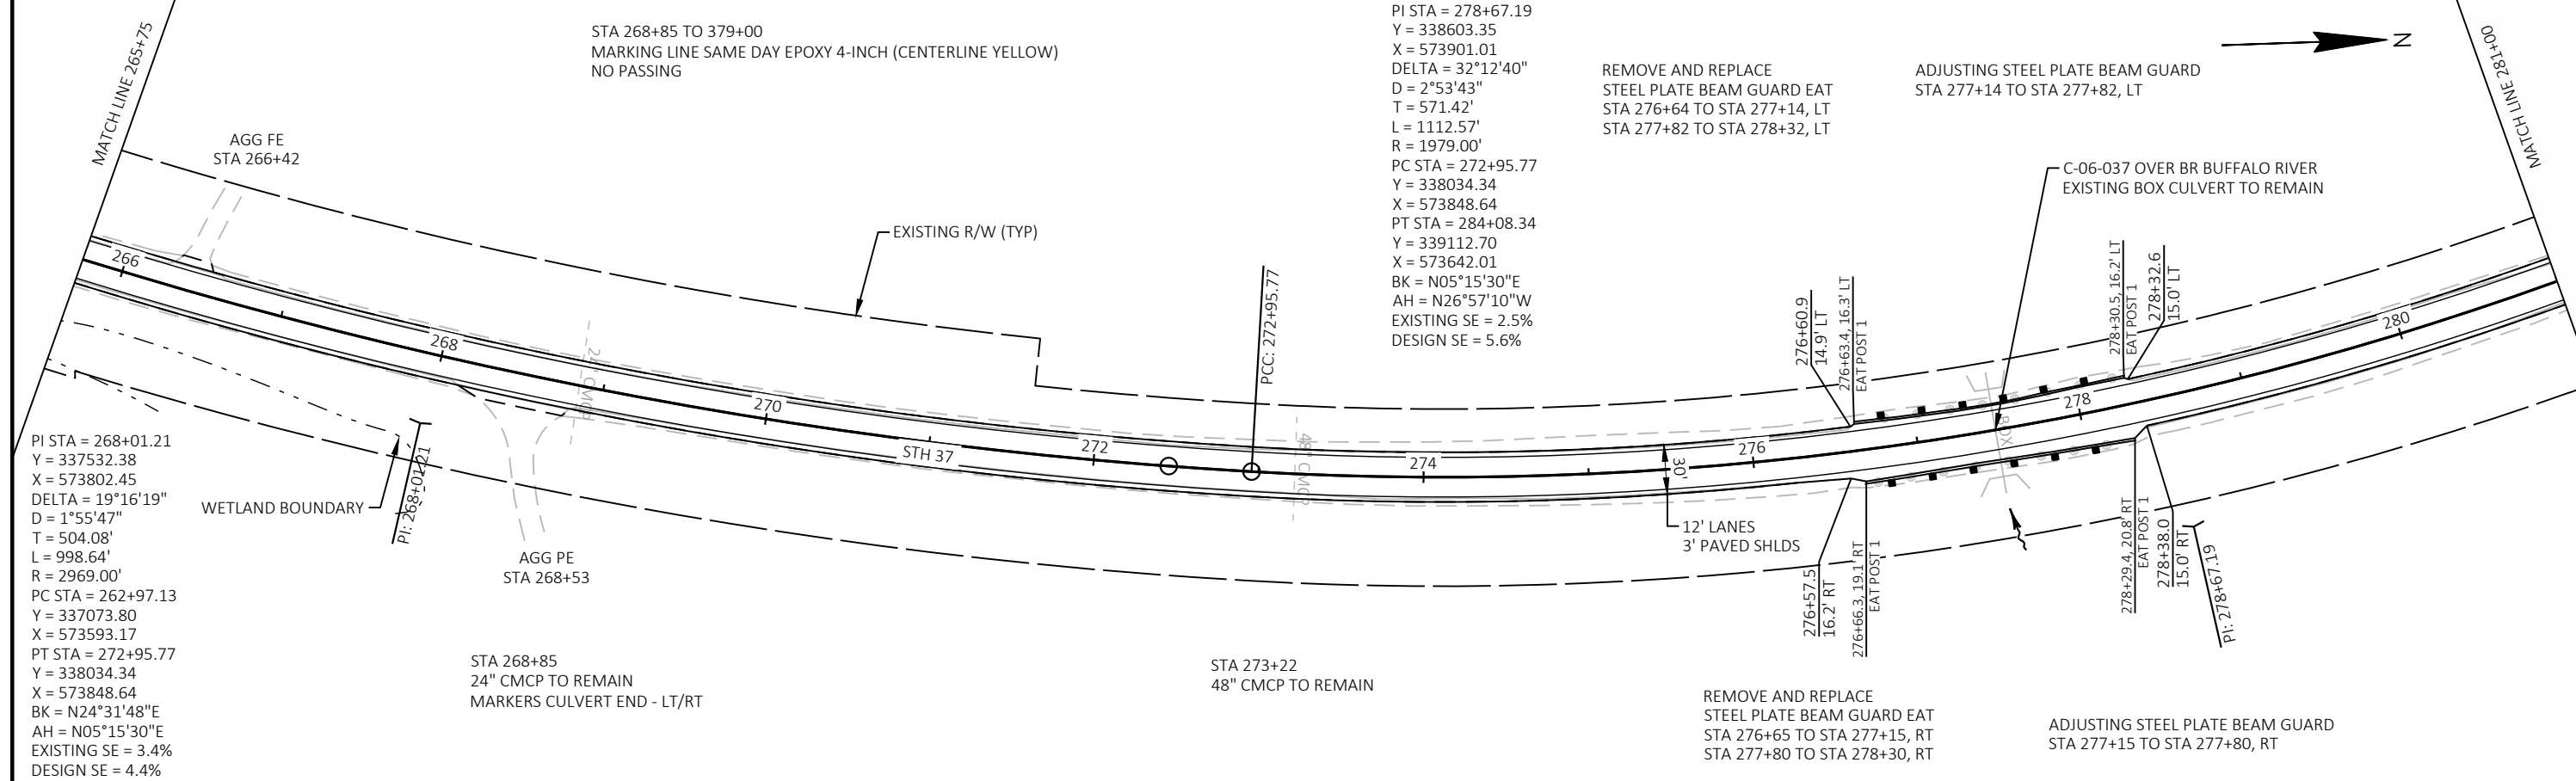 MATCH LINE 265+75
STA 268+85 TO 379+00
MARKING LINE SAME DAY EPOXY 4-INCH (CENTERLINE YELLOW)
NO PASSING
PI STA = 278+67.19
Y = 338603.35
X = 573901.01
DELTA = 32°12'40"
D = 2°53'43"
T = 571.42'
L = 1112.57'
R = 1979.00'
PC STA = 272+95.77
Y = 338034.34
X = 573848.64
PT STA = 284+08.34
Y = 339112.70
X = 573642.01
BK = N05°15'30"E
AH = N26°57'10"W
EXISTING SE = 2.5%
DESIGN SE = 5.6%
REMOVE AND REPLACE
STEEL PLATE BEAM GUARD EAT
STA 276+64 TO STA 277+14, LT
STA 277+82 TO STA 278+32, LT
ADJUSTING STEEL PLATE BEAM GUARD
STA 277+14 TO STA 277+82, LT
N
MATCH LINE 281+00
AGG FE
STA 266+42
EXISTING R/W (TYP)
C-06-037 OVER BR BUFFALO RIVER
EXISTING BOX CULVERT TO REMAIN
266
268
270
272
274
276
278
280
STH 37
24" CMCP
48" CMCP
BOX
PCC: 272+95.77
30'
12' LANES
3' PAVED SHLDS
276+60.9
14.9' LT
276+63.4, 16.3' LT
EAT POST 1
278+30.5, 16.2' LT
EAT POST 1
278+32.6
15.0' LT
276+57.5
16.2' RT
276+66.3, 19.1' RT
EAT POST 1
278+29.4, 20.8' RT
EAT POST 1
278+38.0
15.0' RT
PI: 278+67.19
PI: 268+01.21
WETLAND BOUNDARY
AGG PE
STA 268+53
PI STA = 268+01.21
Y = 337532.38
X = 573802.45
DELTA = 19°16'19"
D = 1°55'47"
T = 504.08'
L = 998.64'
R = 2969.00'
PC STA = 262+97.13
Y = 337073.80
X = 573593.17
PT STA = 272+95.77
Y = 338034.34
X = 573848.64
BK = N24°31'48"E
AH = N05°15'30"E
EXISTING SE = 3.4%
DESIGN SE = 4.4%
STA 268+85
24" CMCP TO REMAIN
MARKERS CULVERT END - LT/RT
STA 273+22
48" CMCP TO REMAIN
REMOVE AND REPLACE
STEEL PLATE BEAM GUARD EAT
STA 276+65 TO STA 277+15, RT
STA 277+80 TO STA 278+30, RT
ADJUSTING STEEL PLATE BEAM GUARD
STA 277+15 TO STA 277+80, RT